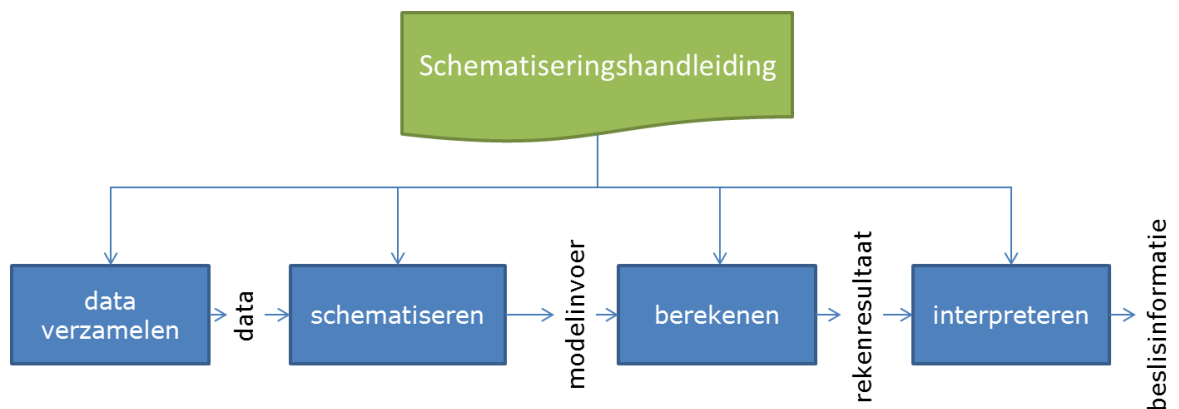 Schematiseringshandleiding
data
verzamelen
data
schematiseren
modelinvoer
berekenen
rekenresultaat
interpreteren
beslisinformatie